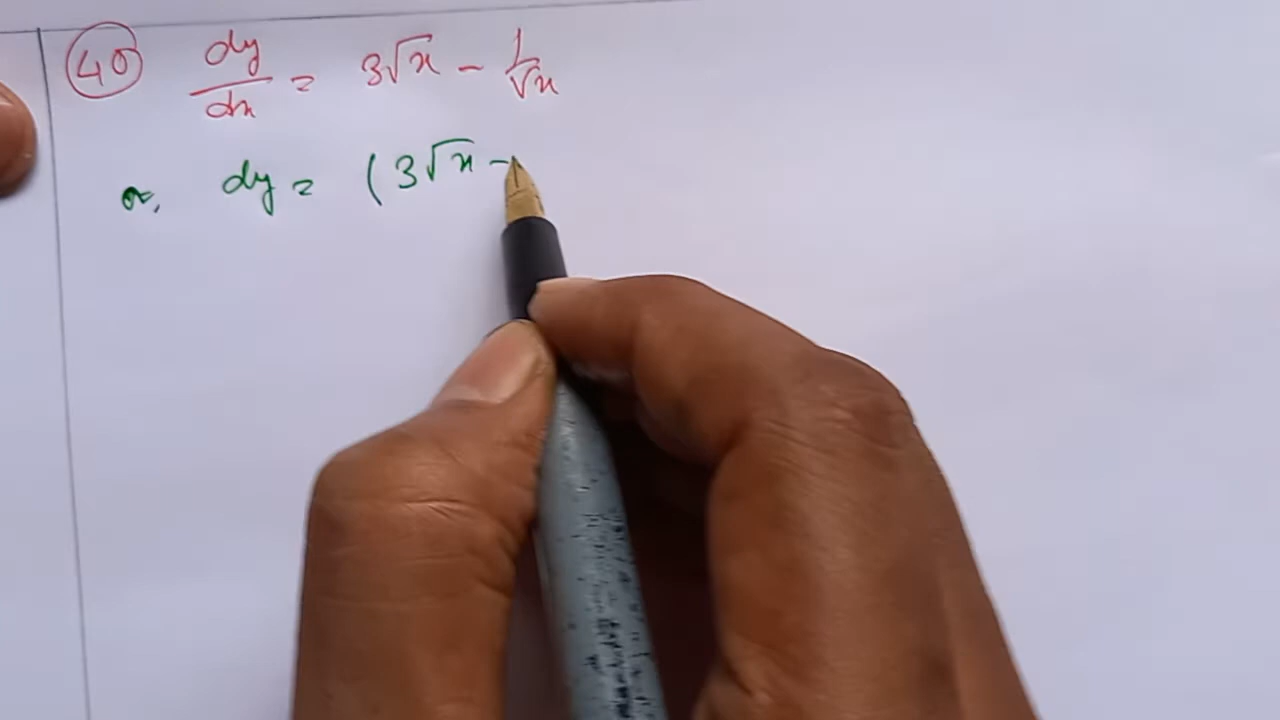 40 dy/dx = 3√x - 1/√x
or, dy = (3√x -